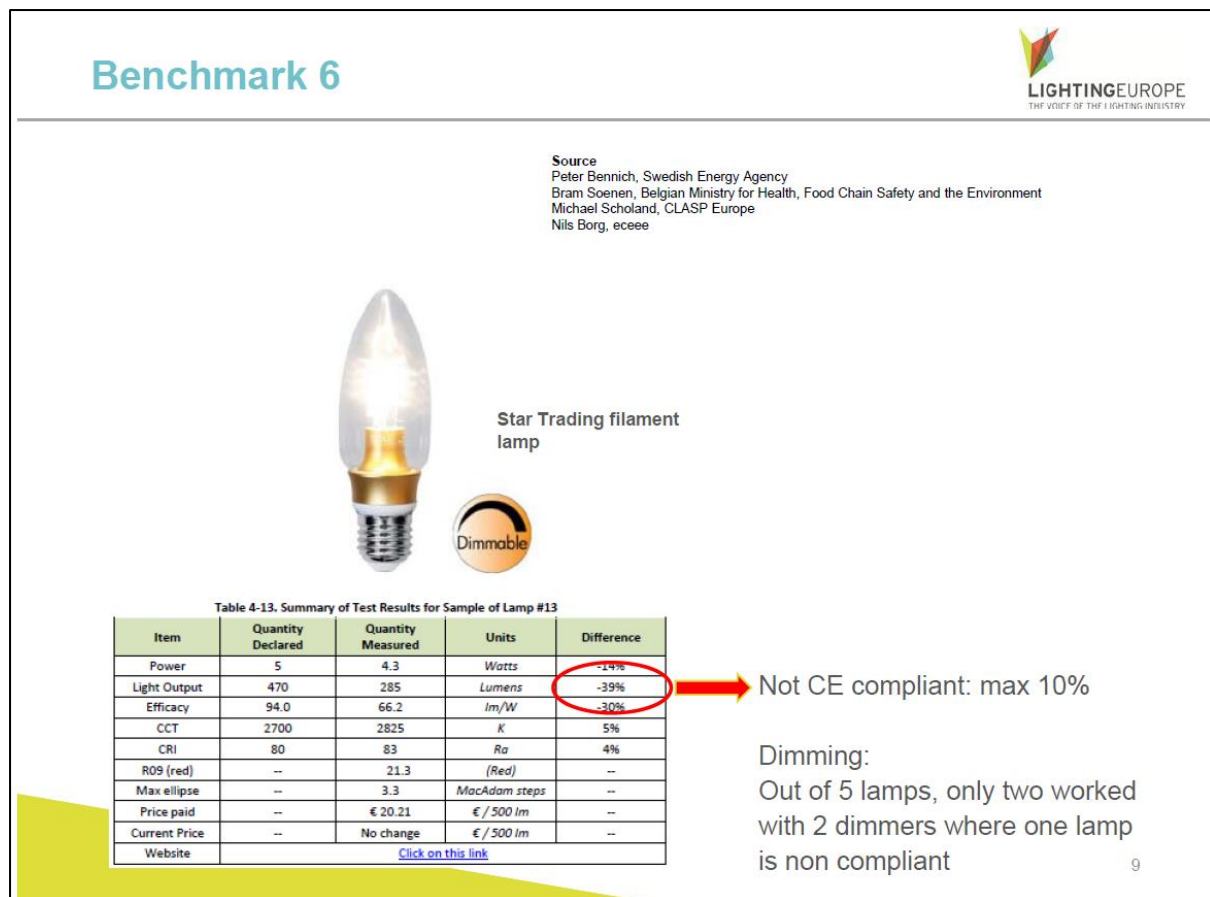 Benchmark 6
LIGHTINGEUROPE
THE VOICE OF THE LIGHTING INDUSTRY
Source
Peter Bennich, Swedish Energy Agency
Bram Soenen, Belgian Ministry for Health, Food Chain Safety and the Environment
Michael Scholand, CLASP Europe
Nils Borg, eceee
Star Trading filament
lamp
Dimmable
Table 4-13. Summary of Test Results for Sample of Lamp #13
Item Quantity Declared Quantity Measured Units Difference
Power 5 4.3 Watts -14%
Light Output 470 285 Lumens -39%
Efficacy 94.0 66.2 lm/W -30%
CCT 2700 2825 K 5%
CRI 80 83 Ra 4%
R09 (red) -- 21.3 (Red) --
Max ellipse -- 3.3 MacAdam steps --
Price paid -- € 20.21 € / 500 lm --
Current Price -- No change € / 500 lm --
Website Click on this link
Not CE compliant: max 10%
Dimming:
Out of 5 lamps, only two worked
with 2 dimmers where one lamp
is non compliant
9